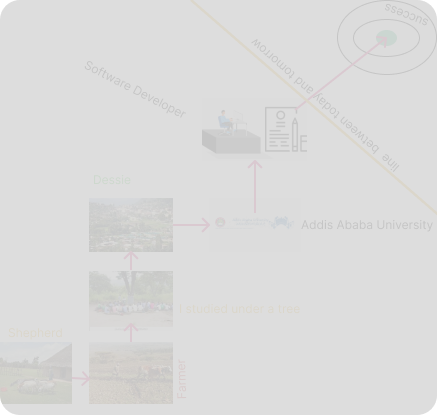 success
line between today and tomorrow
Software Developer
Dessie
Addis Ababa University
I studied under a tree
Shepherd
Farmer